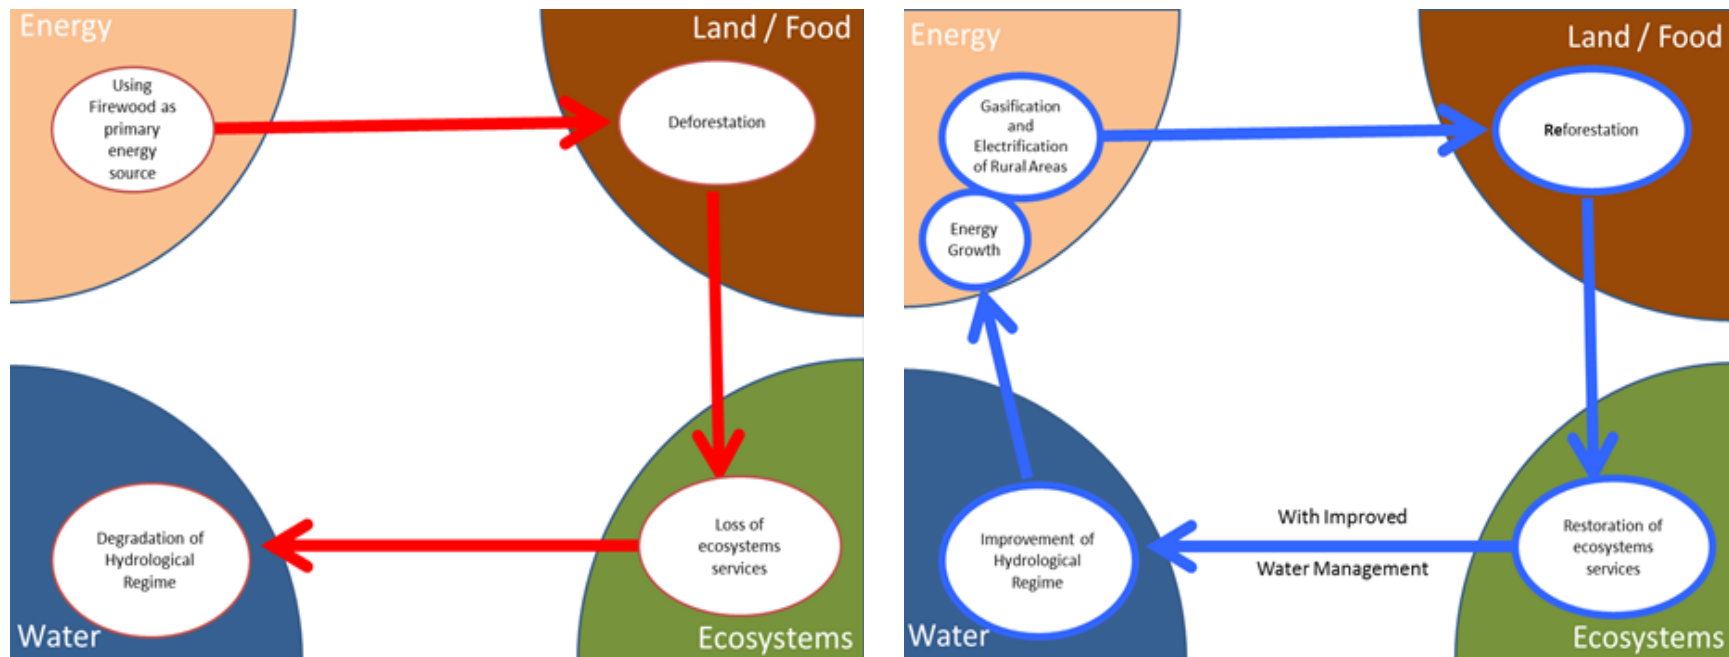 Energy
Land / Food
Using
Firewood as
primary
energy
source
Deforestation
Degradation of
Hydrological
Regime
Loss of
ecosystems
services
Water
Ecosystems
Energy
Land / Food
Gasification
and
Electrification
of Rural Areas
Reforestation
Energy
Growth
With Improved
Water Management
Improvement of
Hydrological
Regime
Restoration of
ecosystems
services
Water
Ecosystems